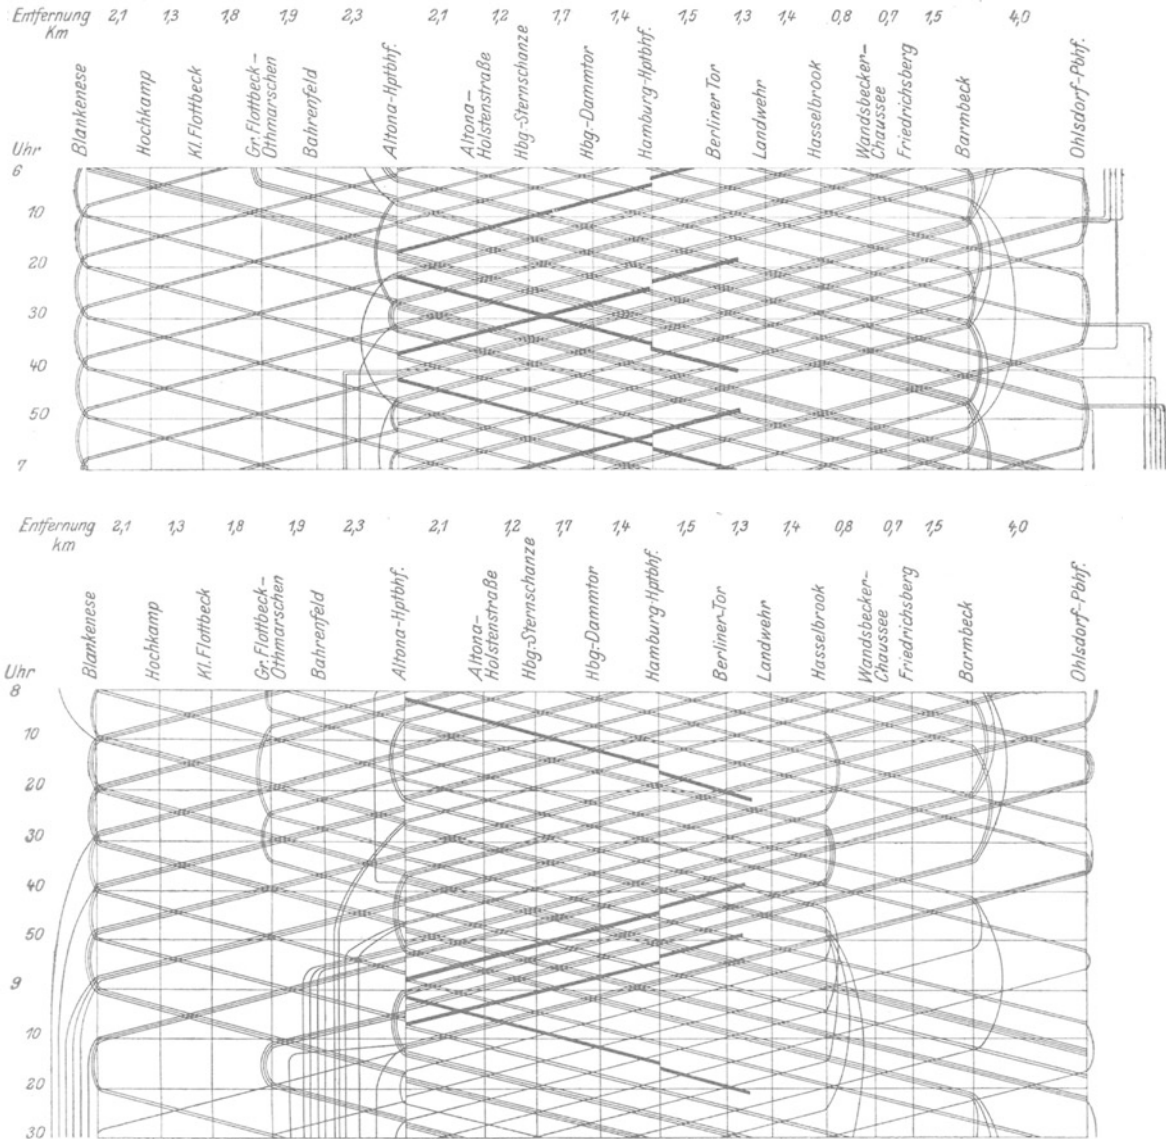 Entfernung 2,1 1,3 1,8 1,9 2,3 2,1 1,2 1,7 1,4 1,5 1,3 1,4 0,8 0,7 1,5 4,0
Km
Blankenese
Hochkamp
Kl. Flottbeck
Gr. Flottbeck-
Othmarschen
Bahrenfeld
Altona-Hptbhf.
Altona-
Holstenstraße
Hbg.-Sternschanze
Hbg.-Dammtor
Hamburg-Hptbhf.
Berliner Tor
Landwehr
Hasselbrook
Wandsbecker-
Chaussee
Friedrichsberg
Barmbeck
Ohlsdorf-Pbhf.
Uhr
6
10
20
30
40
50
7
Entfernung 2,1 1,3 1,8 1,9 2,3 2,1 1,2 1,7 1,4 1,5 1,3 1,4 0,8 0,7 1,5 4,0
km
Blankenese
Hochkamp
Kl. Flottbeck
Gr. Flottbeck-
Othmarschen
Bahrenfeld
Altona-Hptbhf.
Altona-
Holstenstraße
Hbg.-Sternschanze
Hbg.-Dammtor
Hamburg-Hptbhf.
Berliner-Tor
Landwehr
Hasselbrook
Wandsbecker-
Chaussee
Friedrichsberg
Barmbeck
Ohlsdorf-Pbhf.
Uhr
8
10
20
30
40
50
9
10
20
30